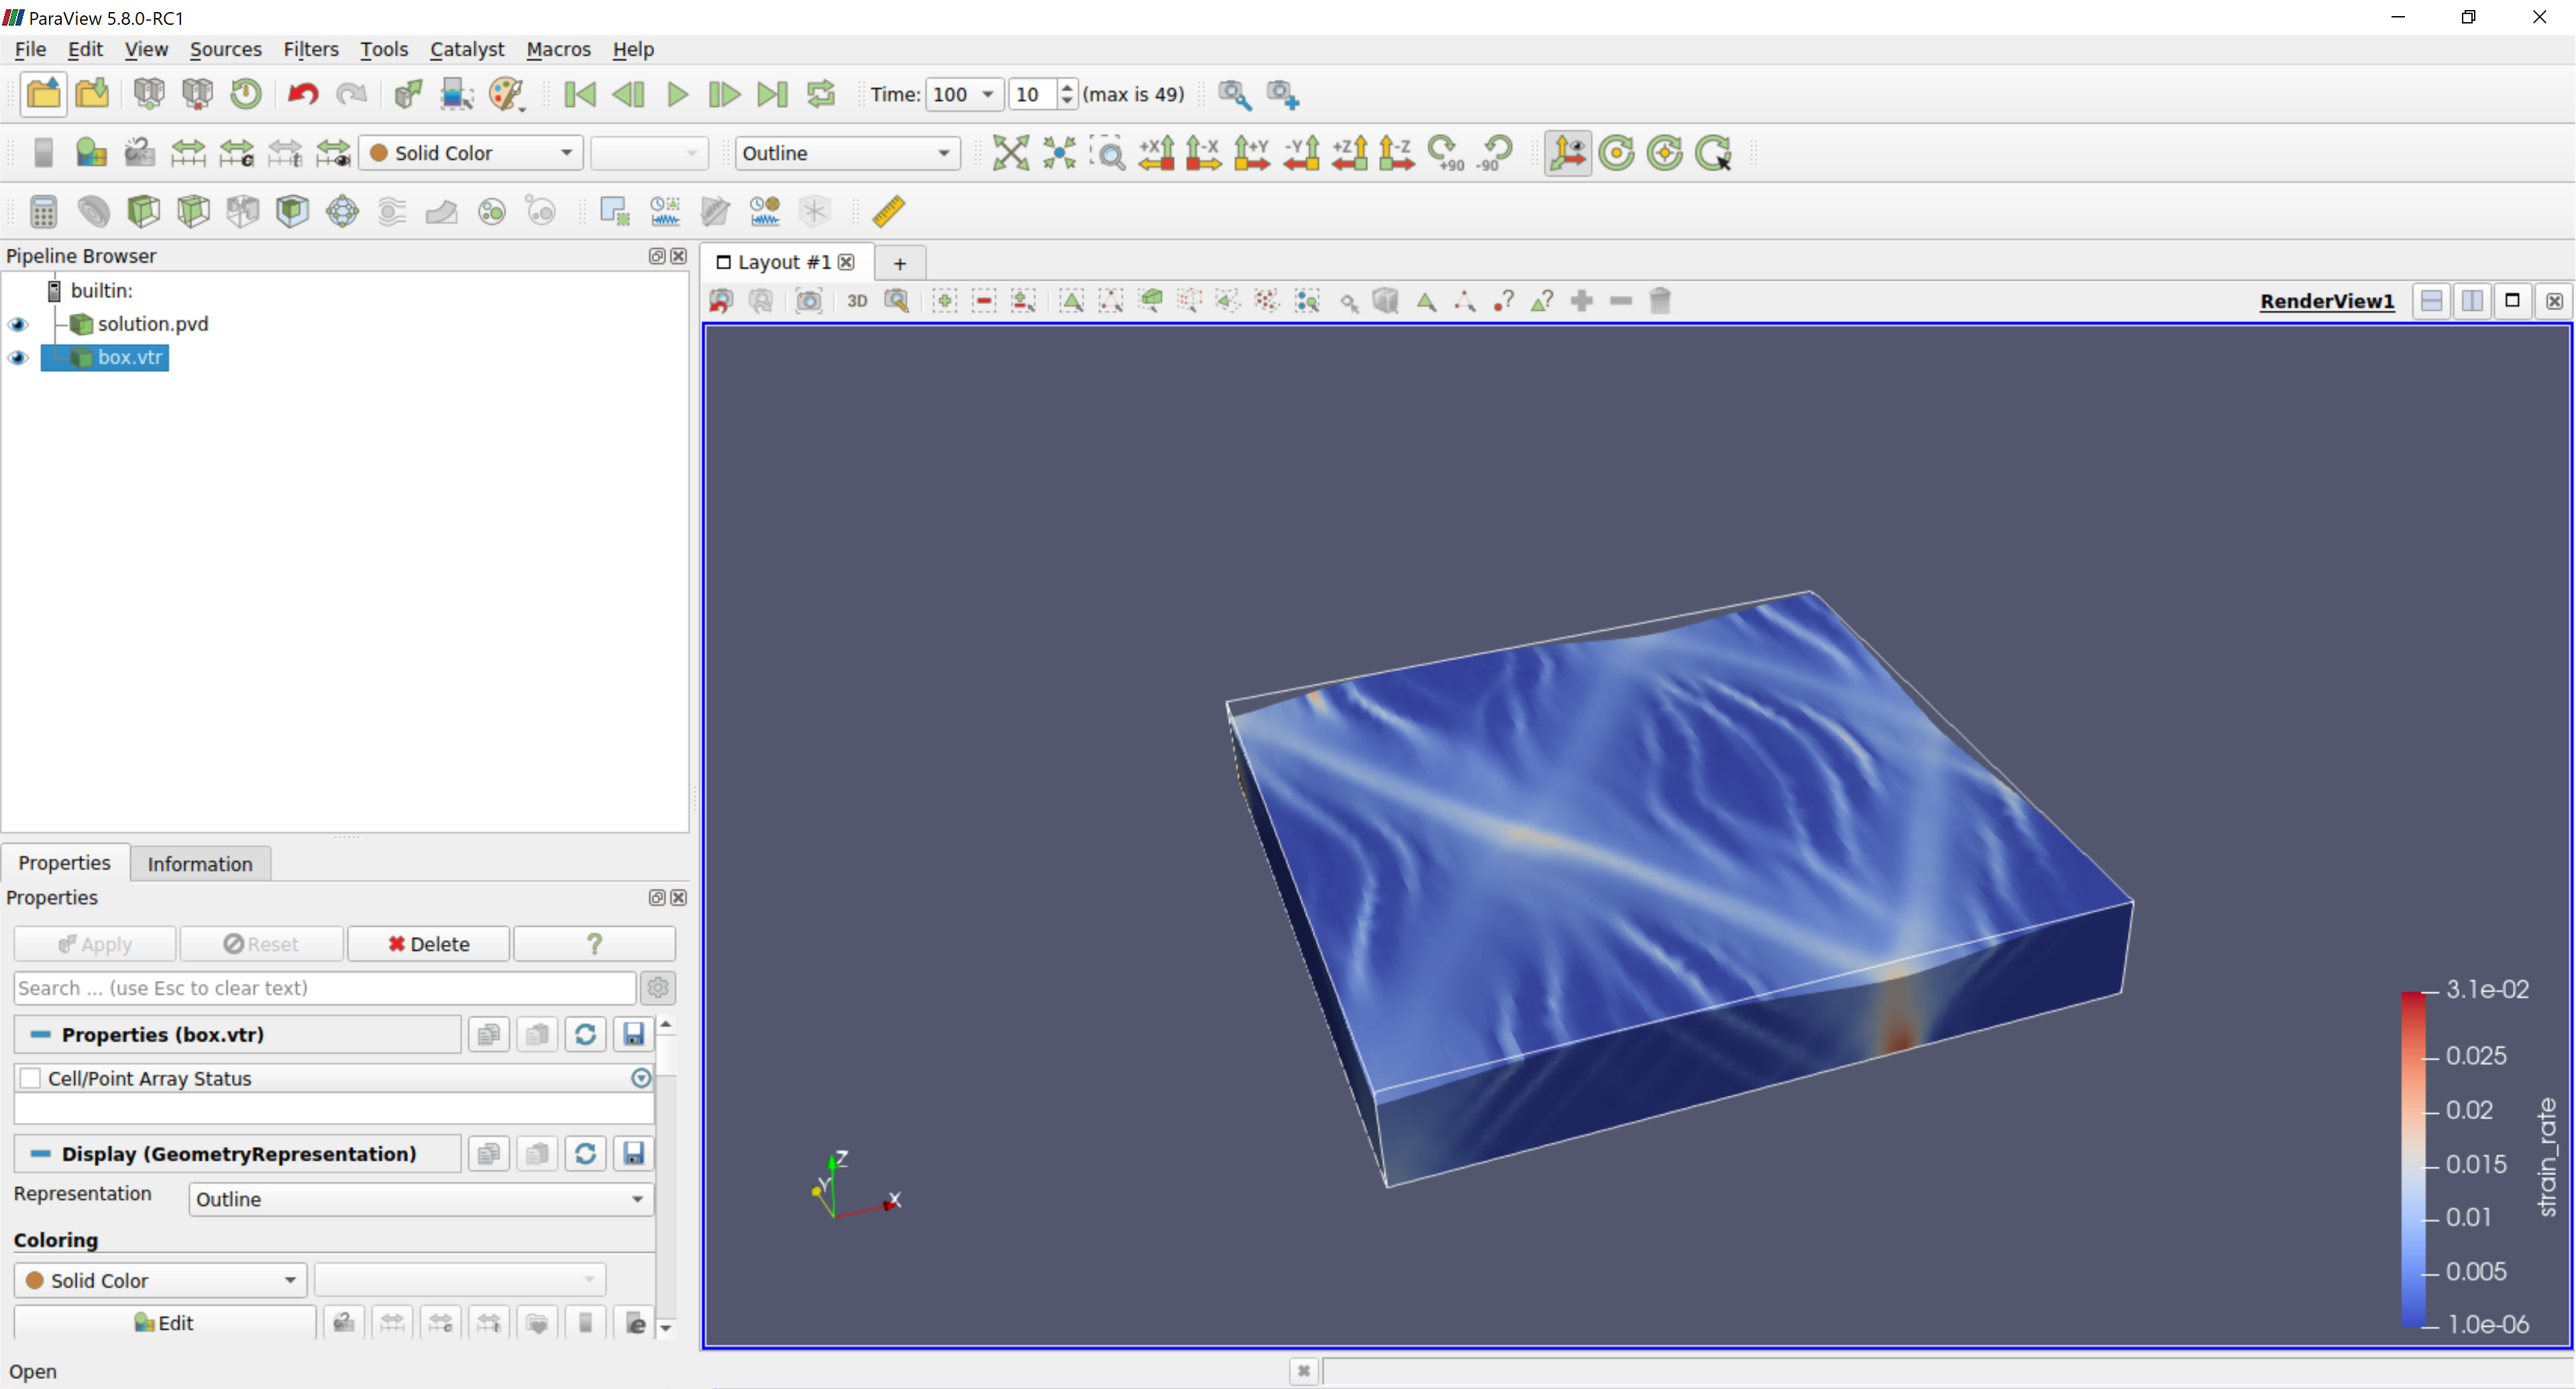 ParaView 5.8.0-RC1
File Edit View Sources Filters Tools Catalyst Macros Help
Time: 100 10 (max is 49)
Solid Color Outline +X -X +Y -Y +Z -Z +90 -90
Pipeline Browser
Layout #1 +
builtin:
3D RenderView1
solution.pvd
box.vtr
Properties Information
Properties
Apply Reset Delete ?
Search ... (use Esc to clear text)
Properties (box.vtr)
Cell/Point Array Status
Display (GeometryRepresentation)
Representation Outline
Coloring
Solid Color
Edit
Z
Y
X
3.1e-02
0.025
0.02
0.015
0.01
0.005
1.0e-06
strain_rate
Open